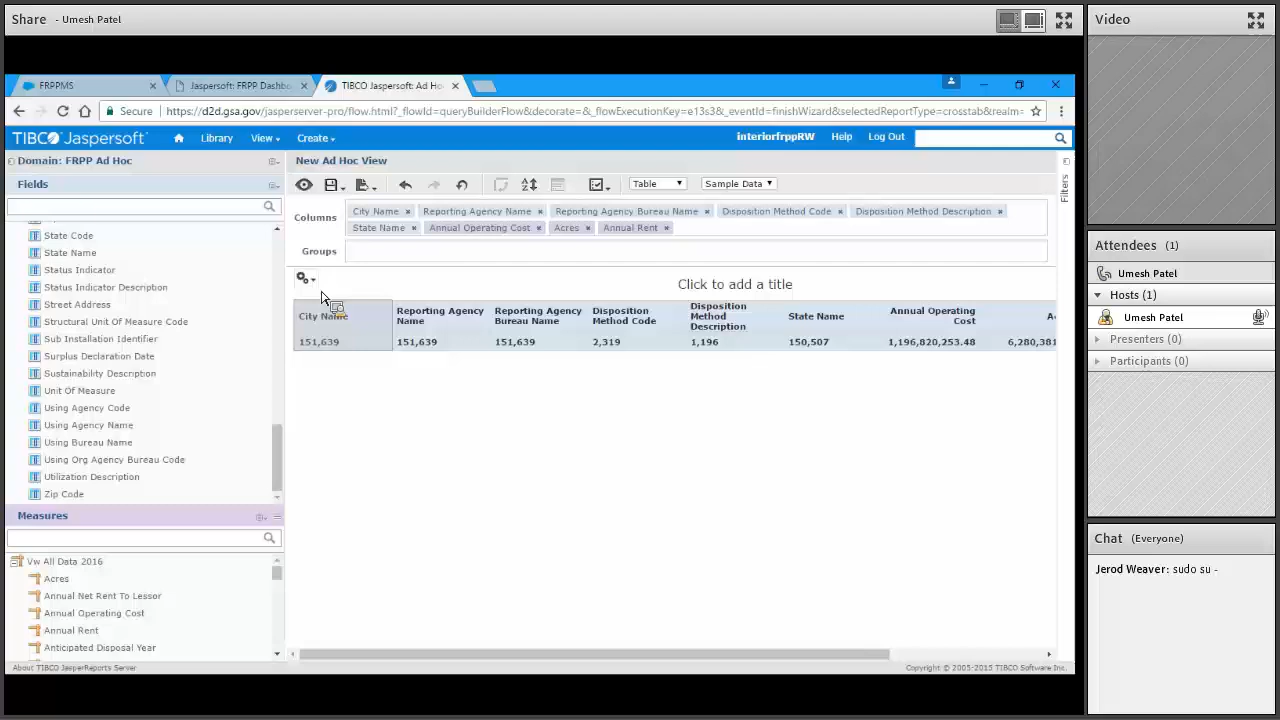 Share - Umesh Patel
Video
FRPPMS
Jaspersoft: FRPP Dashbo
TIBCO Jaspersoft: Ad Ho
Secure
https://d2d.gsa.gov/jasperserver-pro/flow.html?_flowId=queryBuilderFlow&decorate=&_flowExecutionKey=e13s3&_eventId=finishWizard&selectedReportType=crosstab&realm=
TIBCO Jaspersoft
Library
View
Create
interiorfrppRW
Help
Log Out
Domain: FRPP Ad Hoc
New Ad Hoc View
Fields
Table
Sample Data
Filters
Columns
City Name
Reporting Agency Name
Reporting Agency Bureau Name
Disposition Method Code
Disposition Method Description
State Name
Annual Operating Cost
Acres
Annual Rent
Groups
State Code
State Name
Status Indicator
Status Indicator Description
Street Address
Structural Unit Of Measure Code
Sub Installation Identifier
Surplus Declaration Date
Sustainability Description
Unit Of Measure
Using Agency Code
Using Agency Name
Using Bureau Name
Using Org Agency Bureau Code
Utilization Description
Zip Code
Click to add a title
City Name
Reporting Agency
Name
Reporting Agency
Bureau Name
Disposition
Method Code
Disposition
Method
Description
State Name
Annual Operating
Cost
Ac
151,639
151,639
151,639
2,319
1,196
150,507
1,196,820,253.48
6,280,381
Measures
Vw All Data 2016
Acres
Annual Net Rent To Lessor
Annual Operating Cost
Annual Rent
Anticipated Disposal Year
About TIBCO JasperReports Server
Copyright © 2005-2015 TIBCO Software Inc.
Attendees (1)
Umesh Patel
Hosts (1)
Umesh Patel
Presenters (0)
Participants (0)
Chat (Everyone)
Jerod Weaver: sudo su -